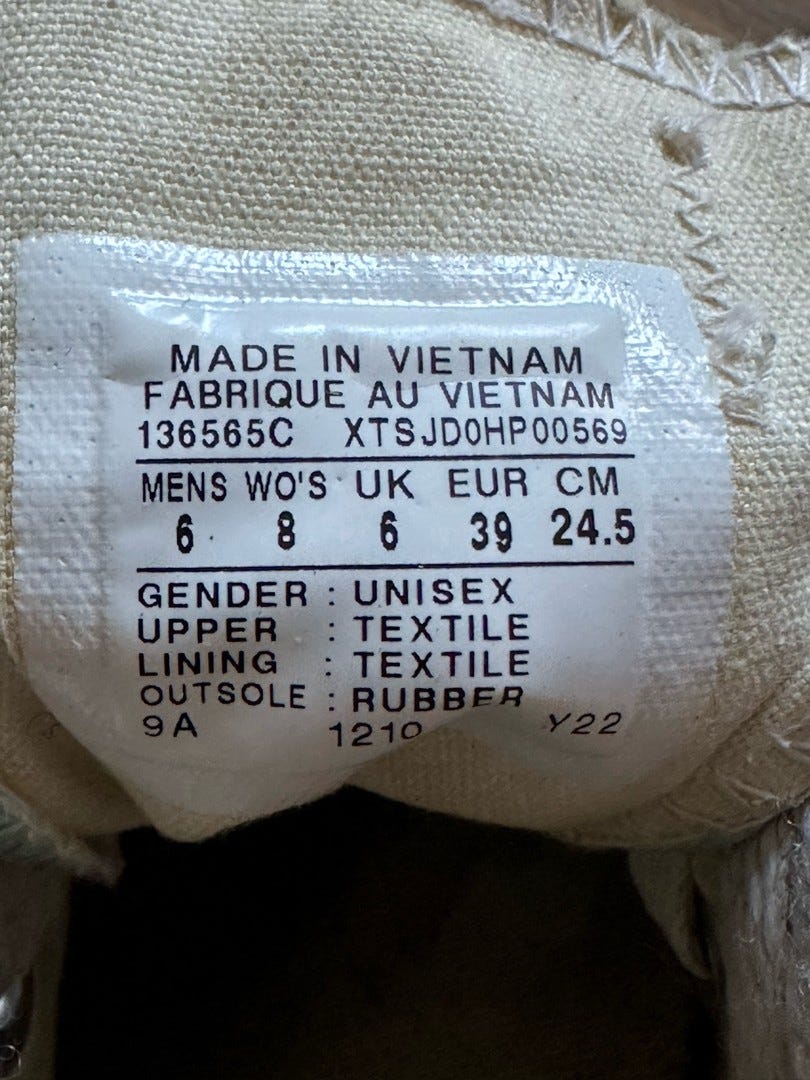 MADE IN VIETNAM
FABRIQUE AU VIETNAM
136565C XTSJD0HP00569
MENS WO'S UK EUR CM
6 8 6 39 24.5
GENDER : UNISEX
UPPER : TEXTILE
LINING : TEXTILE
OUTSOLE : RUBBER
9A 1210 Y22